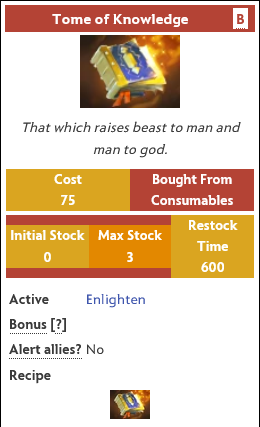 Tome of Knowledge B
That which raises beast to man and
man to god.
Cost
75
Bought From
Consumables
Initial Stock
0
Max Stock
3
Restock
Time
600
Active Enlighten
Bonus [?]
Alert allies? No
Recipe